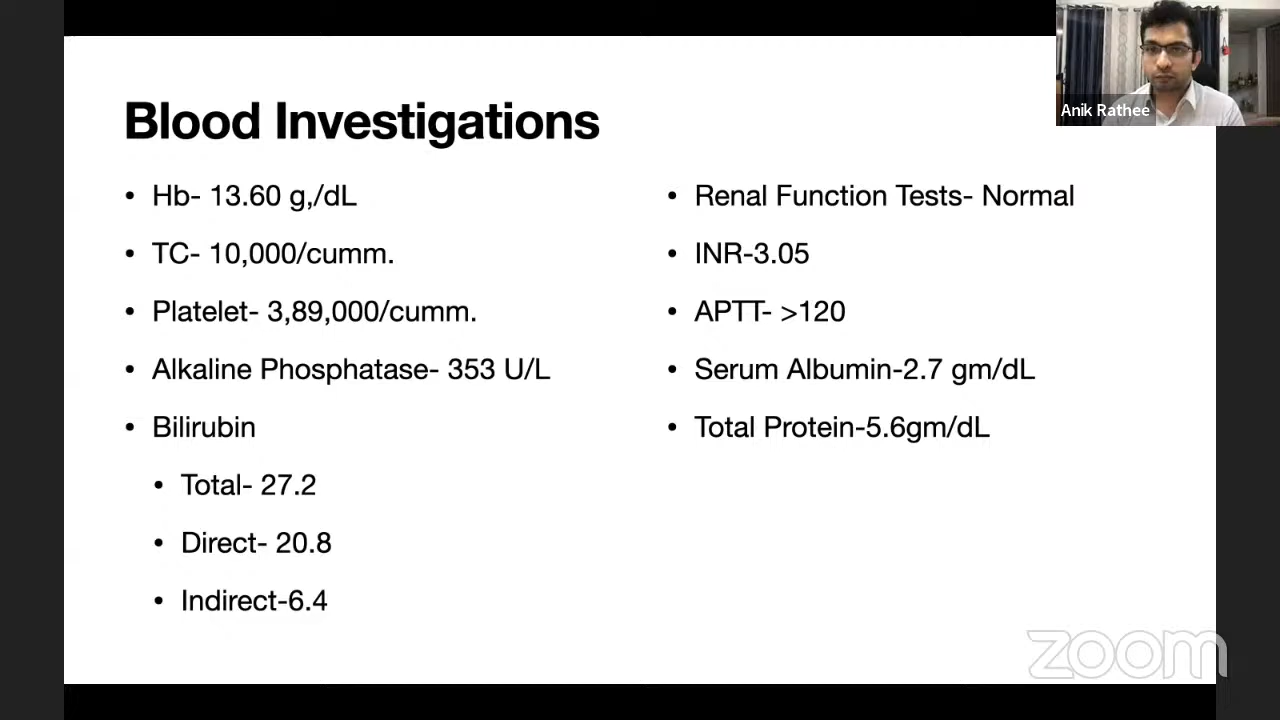 Anik Rathee
Blood Investigations
• Hb- 13.60 g,/dL
• TC- 10,000/cumm.
• Platelet- 3,89,000/cumm.
• Alkaline Phosphatase- 353 U/L
• Bilirubin
• Total- 27.2
• Direct- 20.8
• Indirect-6.4
• Renal Function Tests- Normal
• INR-3.05
• APTT- >120
• Serum Albumin-2.7 gm/dL
• Total Protein-5.6gm/dL
zoom